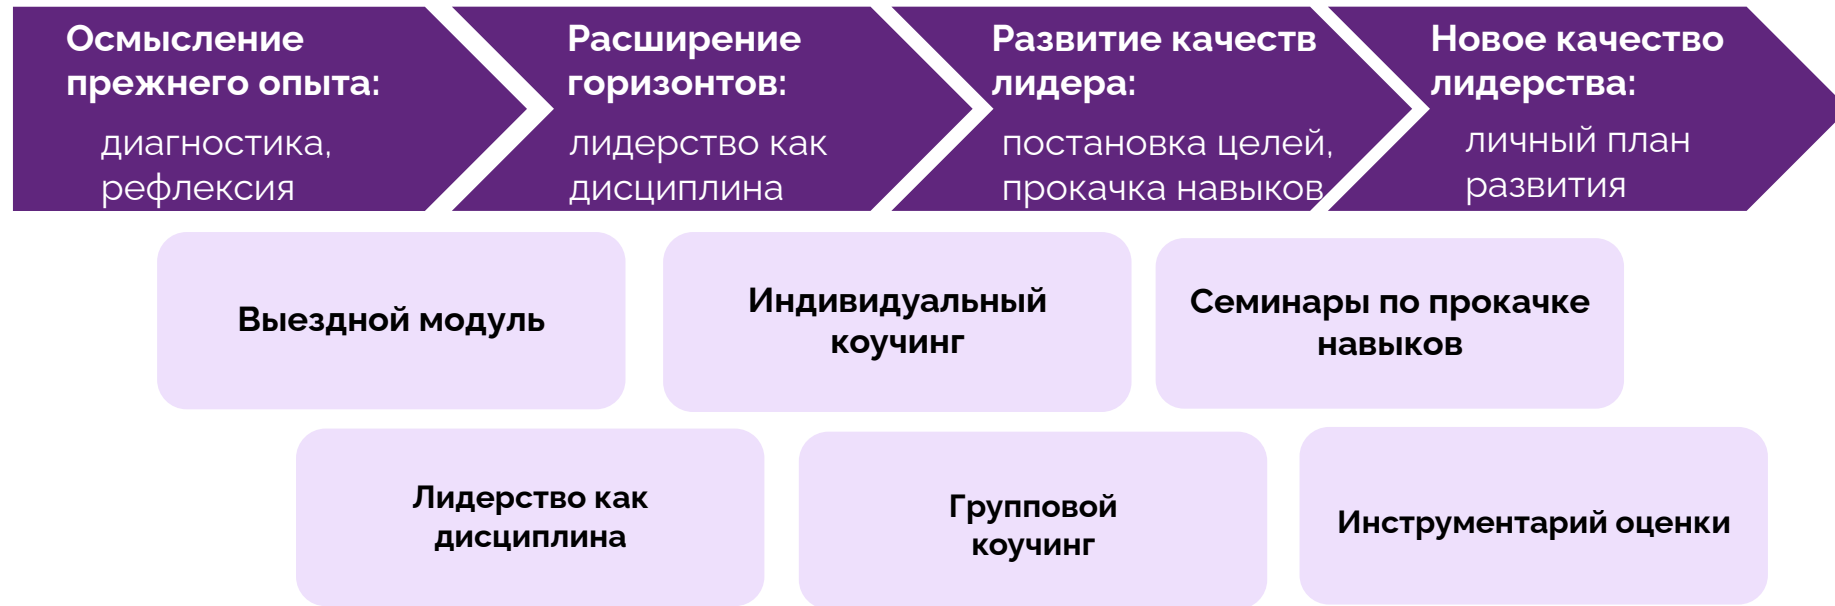 Осмысление
прежнего опыта:
диагностика,
рефлексия
Расширение
горизонтов:
лидерство как
дисциплина
Развитие качеств
лидера:
постановка целей,
прокачка навыков
Новое качество
лидерства:
личный план
развития
Выездной модуль
Индивидуальный
коучинг
Семинары по прокачке
навыков
Лидерство как
дисциплина
Групповой
коучинг
Инструментарий оценки